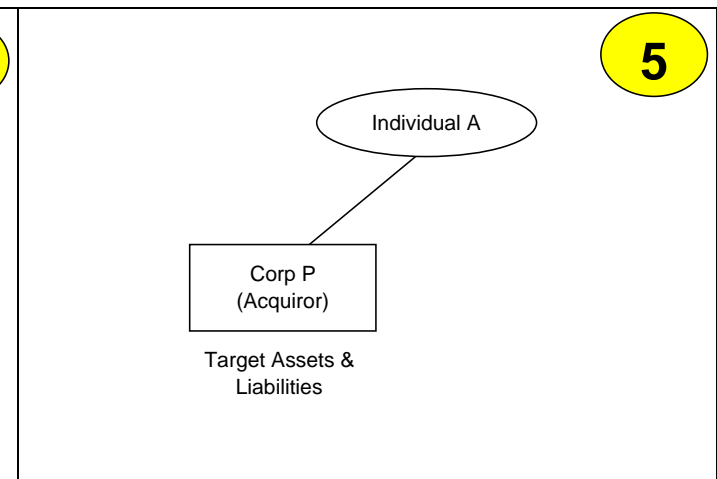 5
Individual A
Corp P
(Acquiror)
Target Assets &
Liabilities